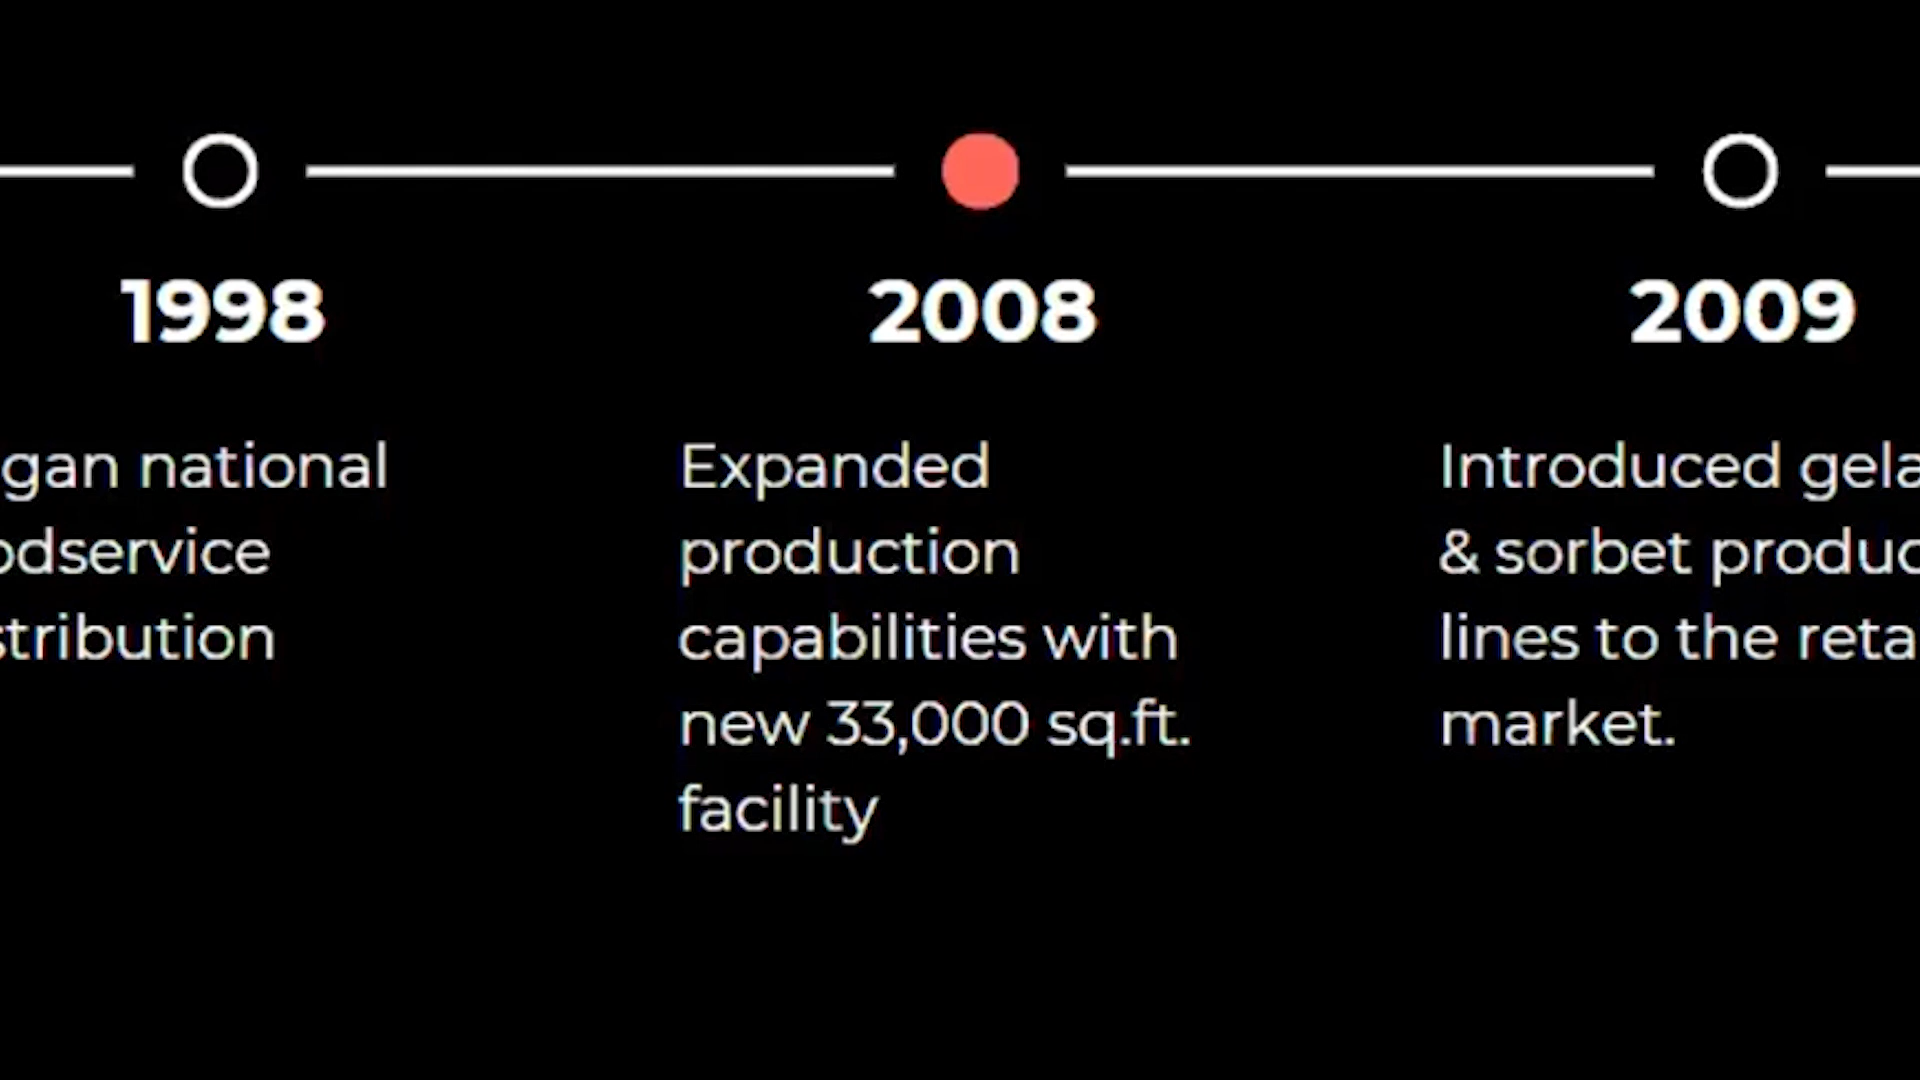 1998
2008
2009
gan national
odservice
stribution
Expanded
production
capabilities with
new 33,000 sq.ft.
facility
Introduced gela
& sorbet produc
lines to the reta
market.